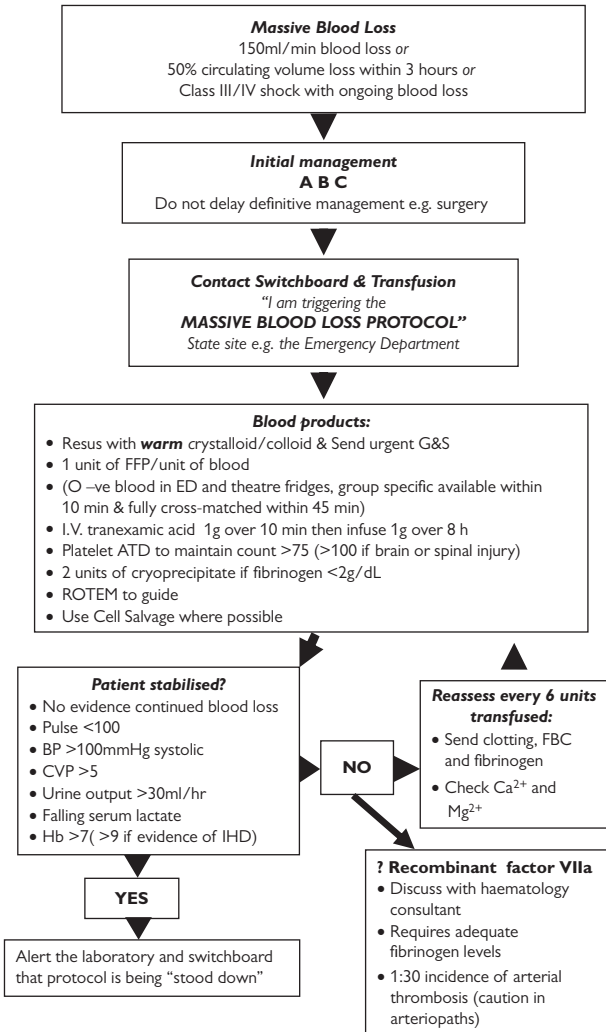 Massive Blood Loss
150ml/min blood loss or
50% circulating volume loss within 3 hours or
Class III/IV shock with ongoing blood loss
Initial management
A B C
Do not delay definitive management e.g. surgery
Contact Switchboard & Transfusion
“I am triggering the
MASSIVE BLOOD LOSS PROTOCOL”
State site e.g. the Emergency Department
Blood products:
• Resus with warm crystalloid/colloid & Send urgent G&S
• 1 unit of FFP/unit of blood
• (O –ve blood in ED and theatre fridges, group specific available within
10 min & fully cross-matched within 45 min)
• I.V. tranexamic acid 1g over 10 min then infuse 1g over 8 h
• Platelet ATD to maintain count >75 (>100 if brain or spinal injury)
• 2 units of cryoprecipitate if fibrinogen <2g/dL
• ROTEM to guide
• Use Cell Salvage where possible
Patient stabilised?
• No evidence continued blood loss
• Pulse <100
• BP >100mmHg systolic
• CVP >5
• Urine output >30ml/hr
• Falling serum lactate
• Hb >7( >9 if evidence of IHD)
NO
Reassess every 6 units
transfused:
• Send clotting, FBC
and fibrinogen
• Check Ca2+ and
Mg2+
YES
Alert the laboratory and switchboard
that protocol is being “stood down”
? Recombinant factor VIIa
• Discuss with haematology
consultant
• Requires adequate
fibrinogen levels
• 1:30 incidence of arterial
thrombosis (caution in
arteriopaths)